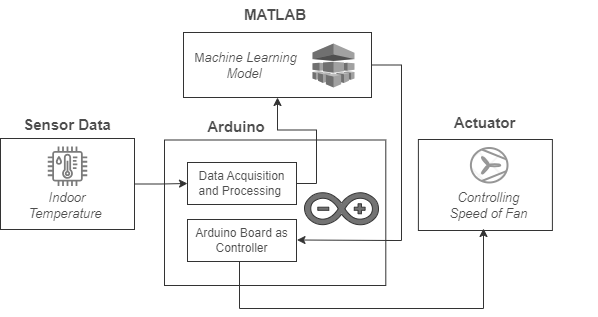 MATLAB
Machine Learning
Model
Sensor Data
Arduino
Actuator
Indoor
Temperature
Data Acquisition
and Processing
Arduino Board as
Controller
Controlling
Speed of Fan